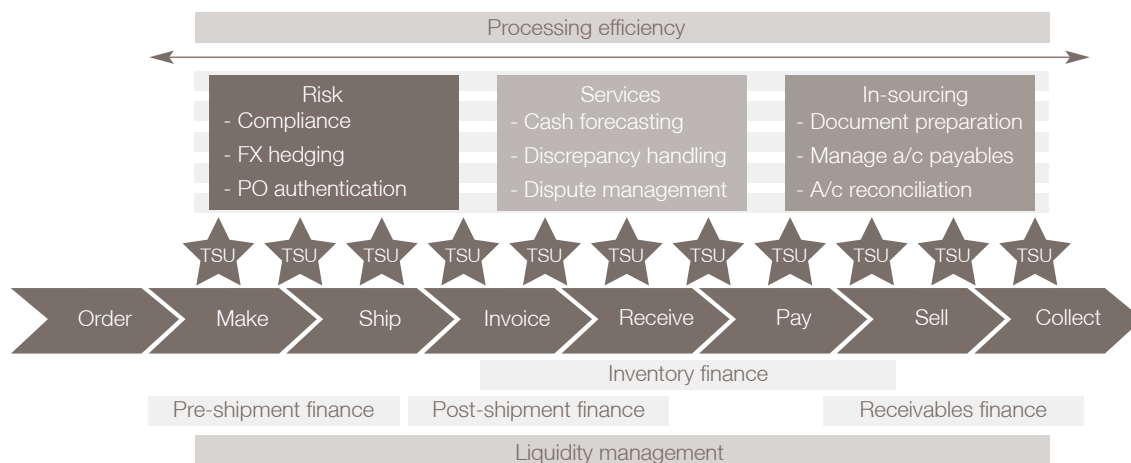 Processing efficiency
Risk
- Compliance
- FX hedging
- PO authentication
Services
- Cash forecasting
- Discrepancy handling
- Dispute management
In-sourcing
- Document preparation
- Manage a/c payables
- A/c reconciliation
TSU TSU TSU TSU TSU TSU TSU TSU TSU TSU TSU
Order Make Ship Invoice Receive Pay Sell Collect
Inventory finance
Pre-shipment finance Post-shipment finance Receivables finance
Liquidity management